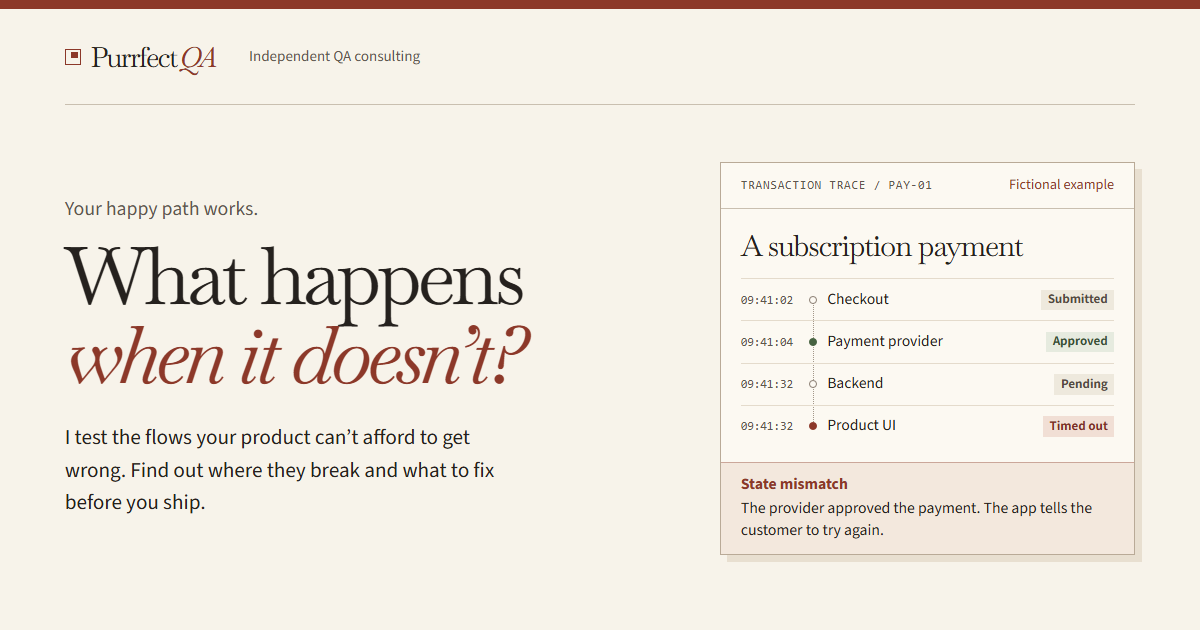 PurrfectQA
Independent QA consulting
Your happy path works.
What happens
when it doesn’t?
I test the flows your product can’t afford to get
wrong. Find out where they break and what to fix
before you ship.
TRANSACTION TRACE / PAY-01
Fictional example
A subscription payment
09:41:02 Checkout Submitted
09:41:04 Payment provider Approved
09:41:32 Backend Pending
09:41:32 Product UI Timed out
State mismatch
The provider approved the payment. The app tells the
customer to try again.